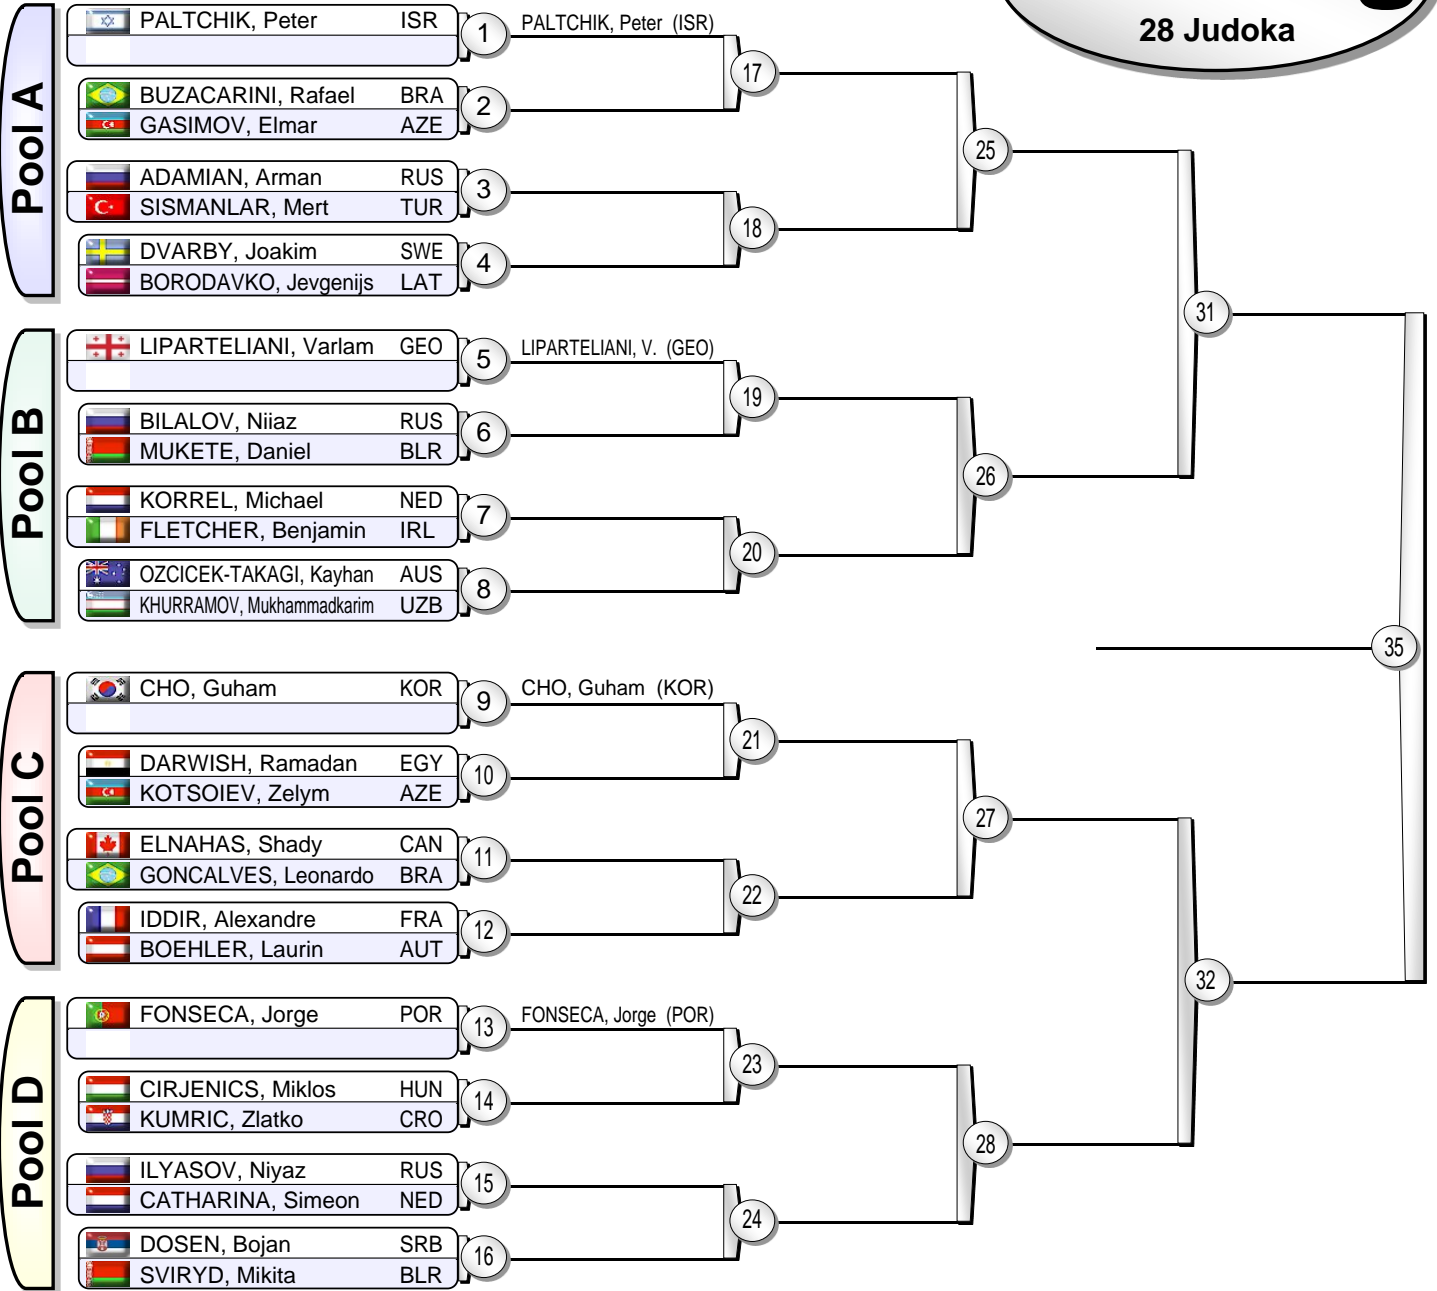 28 Judoka
Pool A
PALTCHIK, Peter ISR
1
PALTCHIK, Peter (ISR)
BUZACARINI, Rafael BRA
GASIMOV, Elmar AZE
2
17
ADAMIAN, Arman RUS
SISMANLAR, Mert TUR
3
DVARBY, Joakim SWE
BORODAVKO, Jevgenijs LAT
4
18
25
Pool B
LIPARTELIANI, Varlam GEO
5
LIPARTELIANI, V. (GEO)
BILALOV, Niiaz RUS
MUKETE, Daniel BLR
6
19
KORREL, Michael NED
FLETCHER, Benjamin IRL
7
OZCICEK-TAKAGI, Kayhan AUS
KHURRAMOV, Mukhammadkarim UZB
8
20
26
31
35
Pool C
CHO, Guham KOR
9
CHO, Guham (KOR)
DARWISH, Ramadan EGY
KOTSOIEV, Zelym AZE
10
21
ELNAHAS, Shady CAN
GONCALVES, Leonardo BRA
11
IDDIR, Alexandre FRA
BOEHLER, Laurin AUT
12
22
27
Pool D
FONSECA, Jorge POR
13
FONSECA, Jorge (POR)
CIRJENICS, Miklos HUN
KUMRIC, Zlatko CRO
14
23
ILYASOV, Niyaz RUS
CATHARINA, Simeon NED
15
DOSEN, Bojan SRB
SVIRYD, Mikita BLR
16
24
28
32